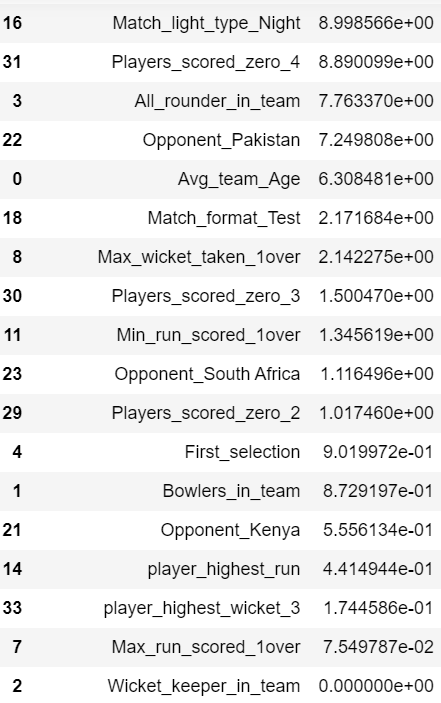 16 Match_light_type_Night 8.998566e+00
31 Players_scored_zero_4 8.890099e+00
3 All_rounder_in_team 7.763370e+00
22 Opponent_Pakistan 7.249808e+00
0 Avg_team_Age 6.308481e+00
18 Match_format_Test 2.171684e+00
8 Max_wicket_taken_1over 2.142275e+00
30 Players_scored_zero_3 1.500470e+00
11 Min_run_scored_1over 1.345619e+00
23 Opponent_South Africa 1.116496e+00
29 Players_scored_zero_2 1.017460e+00
4 First_selection 9.019972e-01
1 Bowlers_in_team 8.729197e-01
21 Opponent_Kenya 5.556134e-01
14 player_highest_run 4.414944e-01
33 player_highest_wicket_3 1.744586e-01
7 Max_run_scored_1over 7.549787e-02
2 Wicket_keeper_in_team 0.000000e+00